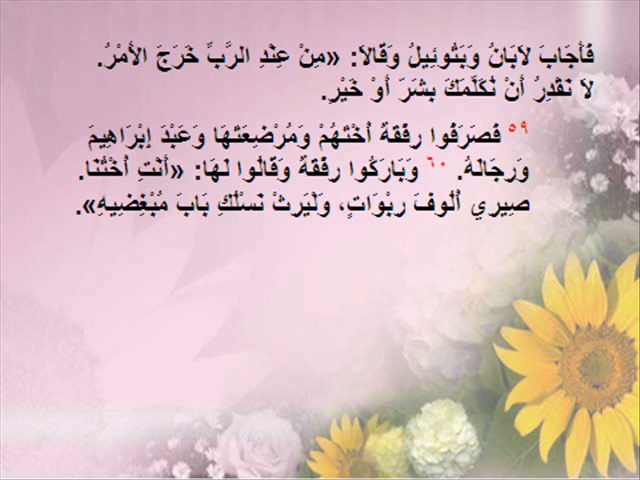 فَأَجَابَ لاَبَانُ وَبَتُوئِيلُ وَقَالاَ: «مِنْ عِنْدِ الرَّبِّ خَرَجَ الأَمْرُ.
لاَ نَقْدِرُ أَنْ نُكَلِّمَكَ بِشَرّ أَوْ خَيْرٍ.
٥٩ فَصَرَفُوا رِفْقَةَ أُخْتَهُمْ وَمُرْضِعَتَهَا وَعَبْدَ إِبْرَاهِيمَ
وَرِجَالَهُ. ٦٠ وَبَارَكُوا رِفْقَةَ وَقَالُوا لَهَا: «أَنْتِ أُخْتُنَا.
صِيرِي أُلُوفَ رِبْوَاتٍ، وَلْيَرِثْ نَسْلُكِ بَابَ مُبْغِضِيهِ».